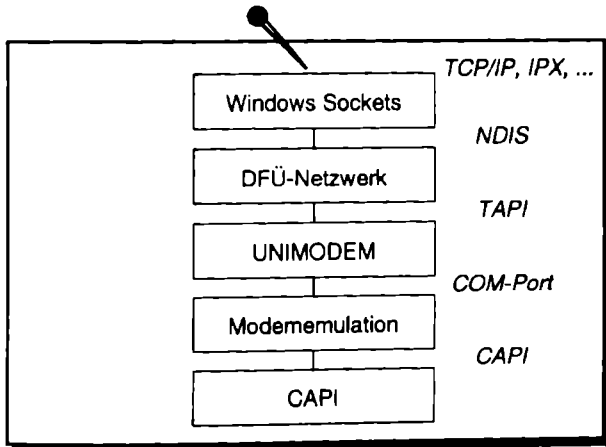 TCP/IP, IPX, ...
Windows Sockets
NDIS
DFÜ-Netzwerk
TAPI
UNIMODEM
COM-Port
Modememulation
CAPI
CAPI